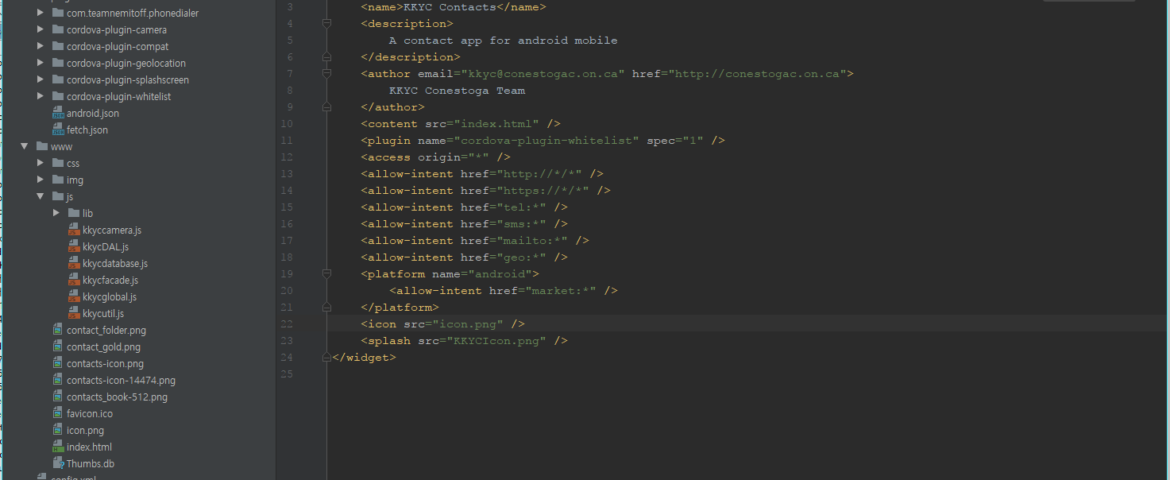 com.teamnemitoff.phonedialer
cordova-plugin-camera
cordova-plugin-compat
cordova-plugin-geolocation
cordova-plugin-splashscreen
cordova-plugin-whitelist
android.json
fetch.json
www
css
img
js
lib
kkyccamera.js
kkycDAL.js
kkycdatabase.js
kkycfacade.js
kkycglobal.js
kkycutil.js
contact_folder.png
contact_gold.png
contacts-icon.png
contacts-icon-14474.png
contacts_book-512.png
favicon.ico
icon.png
index.html
Thumbs.db
config.xml
3 <name>KKYC Contacts</name>
4 <description>
5 A contact app for android mobile
6 </description>
7 <author email="kkyc@conestogac.on.ca" href="http://conestogac.on.ca">
8 KKYC Conestoga Team
9 </author>
10 <content src="index.html" />
11 <plugin name="cordova-plugin-whitelist" spec="1" />
12 <access origin="*" />
13 <allow-intent href="http://*/*" />
14 <allow-intent href="https://*/*" />
15 <allow-intent href="tel:*" />
16 <allow-intent href="sms:*" />
17 <allow-intent href="mailto:*" />
18 <allow-intent href="geo:*" />
19 <platform name="android">
20 <allow-intent href="market:*" />
21 </platform>
22 <icon src="icon.png" />
23 <splash src="KKYCIcon.png" />
24 </widget>
25